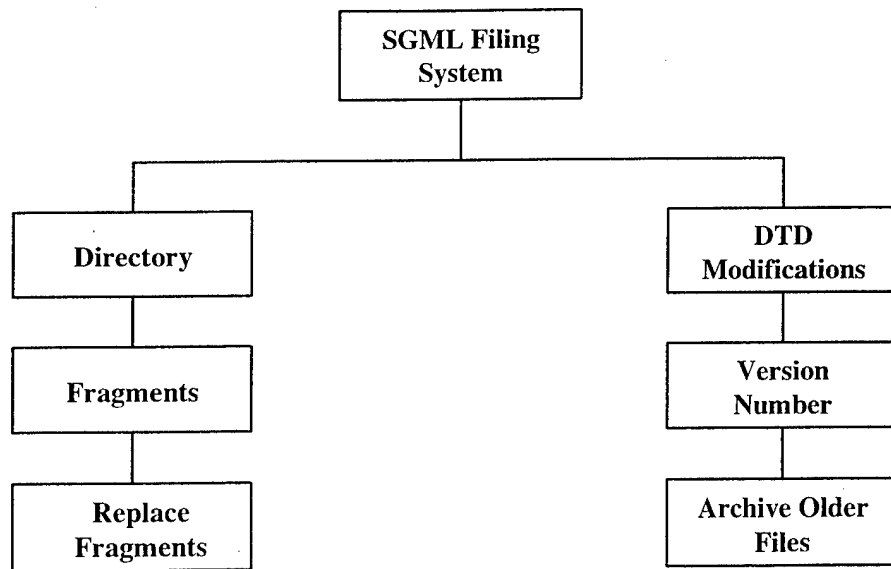 SGML Filing
System
Directory
DTD
Modifications
Fragments
Version
Number
Replace
Fragments
Archive Older
Files